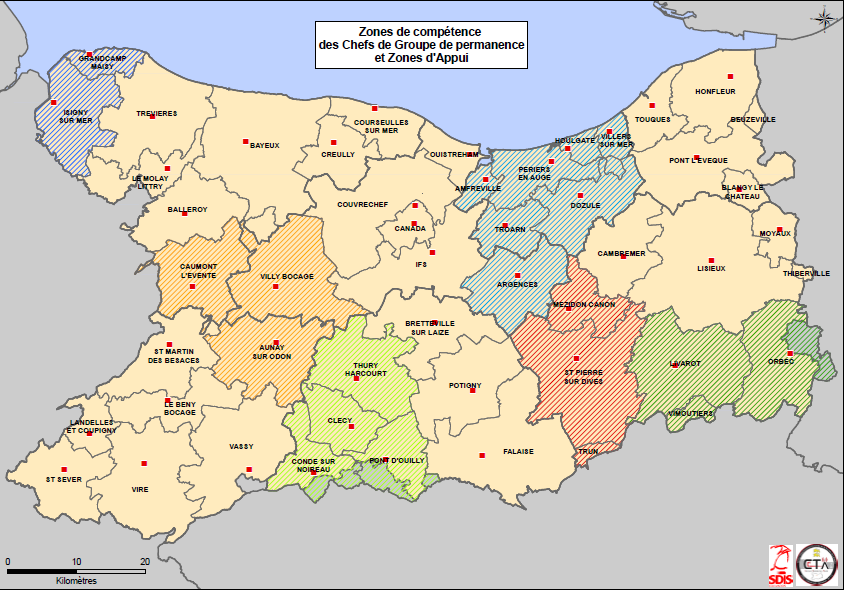 Zones de compétence
des Chefs de Groupe de permanence
et Zones d'Appui
GRANDCAMP
MAISY
ISIGNY
SUR MER
TREVIERES
LE MOLAY
LITTRY
BALLEROY
BAYEUX
CREULLY
COURSEULLES
SUR MER
OUISTREHAM
COUVRECHEF
CANADA
IFS
AMFREVILLE
PERIERS
EN AUGE
HOULGATE
VILLERS
SUR MER
DOZULE
TROARN
ARGENCES
TOUQUES
HONFLEUR
BEUZEVILLE
PONT L'EVEQUE
BLANGY LE
CHATEAU
MOYAUX
CAMBREMER
LISIEUX
THIBERVILLE
CAUMONT
L'EVENTE
VILLY BOCAGE
MEZIDON CANON
BRETTEVILLE
SUR LAIZE
ST MARTIN
DES BESACES
AUNAY
SUR ODON
THURY
HARCOURT
POTIGNY
ST PIERRE
SUR DIVES
LIVAROT
ORBEC
VIMOUTIERS
LE BENY
BOCAGE
LANDELLES
ET COUPIGNY
CLECY
VASSY
CONDE SUR
NOIREAU
PONT D'OUILLY
FALAISE
TRUN
ST SEVER
VIRE
0 10 20
Kilomètres
SDIS
CTA